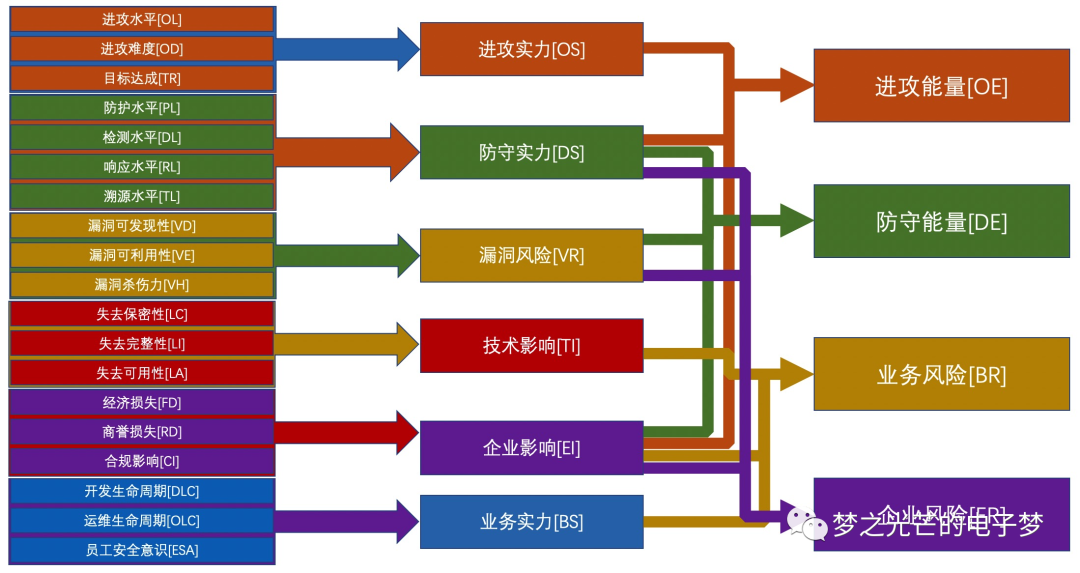 进攻水平[OL]
进攻难度[OD]
目标达成[TR]
防护水平[PL]
检测水平[DL]
响应水平[RL]
溯源水平[TL]
漏洞可发现性[VD]
漏洞可利用性[VE]
漏洞杀伤力[VH]
失去保密性[LC]
失去完整性[LI]
失去可用性[LA]
经济损失[FD]
商誉损失[RD]
合规影响[CI]
开发生命周期[DLC]
运维生命周期[OLC]
员工安全意识[ESA]
进攻实力[OS]
防守实力[DS]
漏洞风险[VR]
技术影响[TI]
企业影响[EI]
业务实力[BS]
进攻能量[OE]
防守能量[DE]
业务风险[BR]
企业风险[ER]
梦之光芒的电子梦